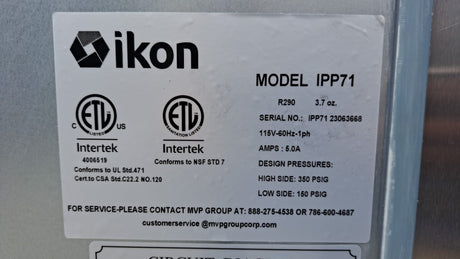 ikon
MODEL IPP71
R290 3.7 oz.
SERIAL NO.: IPP71 23063668
115V-60Hz-1ph
AMPS : 5.0A
DESIGN PRESSURES:
HIGH SIDE: 350 PSIG
LOW SIDE: 150 PSIG
C ETL US
LISTED
Intertek
4006519
Conforms to UL Std.471
Cert.to CSA Std.C22.2 NO.120
ETL
SANITATION LISTED
Intertek
Conforms to NSF STD 7
FOR SERVICE-PLEASE CONTACT MVP GROUP AT: 888-275-4538 OR 786-600-4687
customerservice @mvpgroupcorp.com